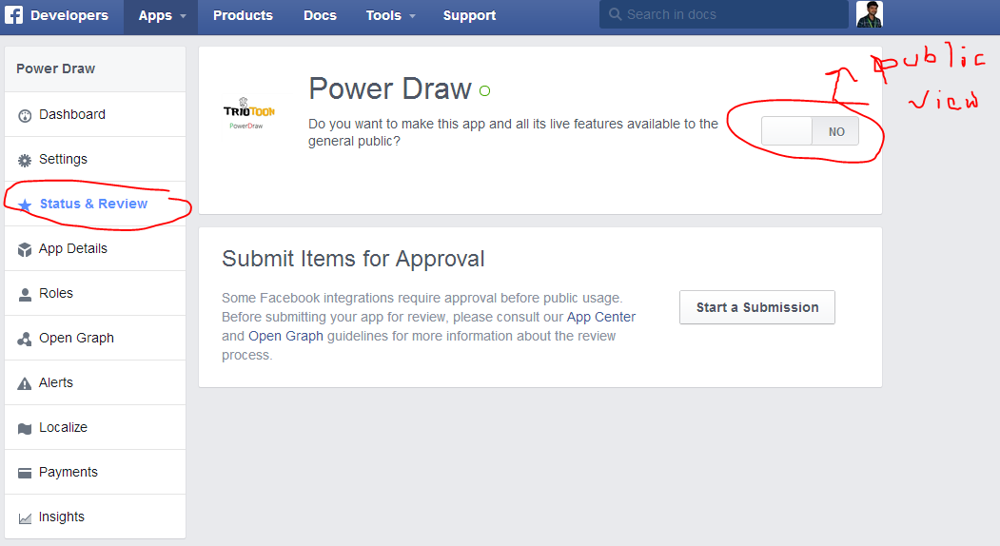 Developers Apps Products Docs Tools Support Search in docs
public
view
Power Draw
Dashboard
Settings
Status & Review
App Details
Roles
Open Graph
Alerts
Localize
Payments
Insights
TRIOTOON
PowerDraw
Power Draw
Do you want to make this app and all its live features available to the
general public?
NO
Submit Items for Approval
Some Facebook integrations require approval before public usage.
Before submitting your app for review, please consult our App Center
and Open Graph guidelines for more information about the review
process.
Start a Submission